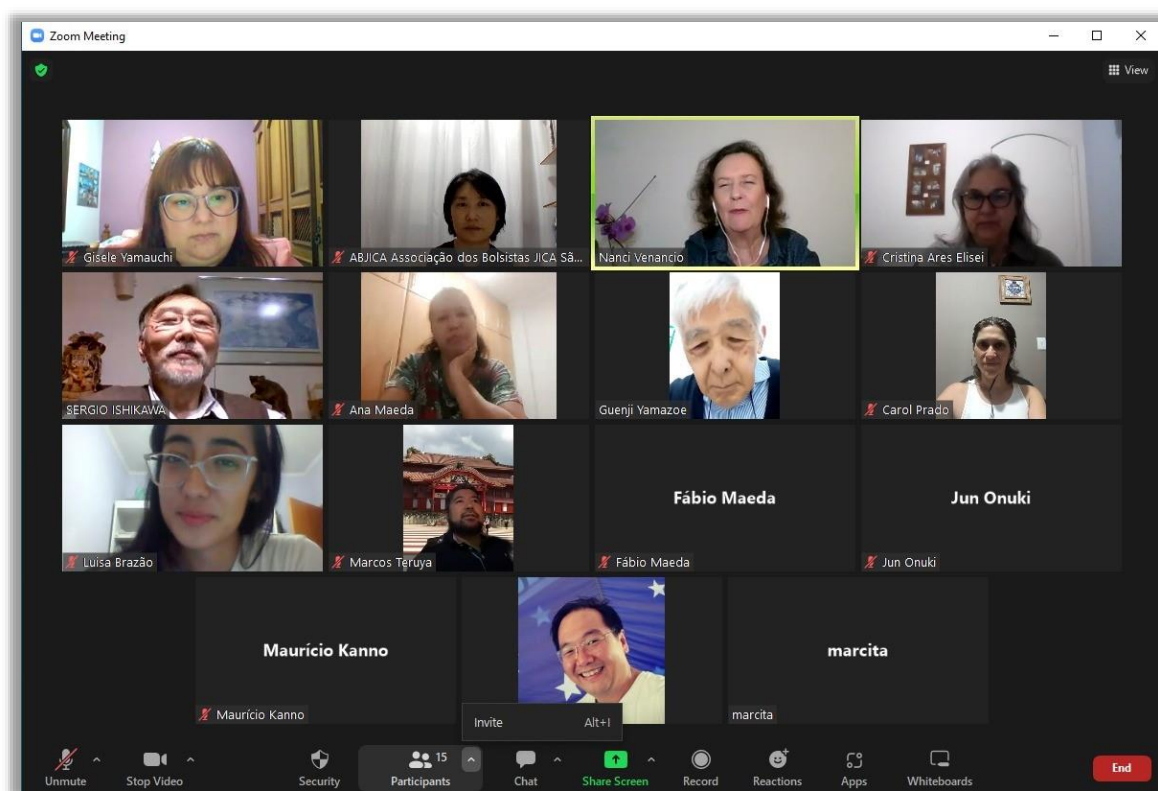 Zoom Meeting
View
Gisele Yamauchi
ABJICA Associação dos Bolsistas JICA Sã...
Nanci Venancio
Cristina Ares Elisei
SERGIO ISHIKAWA
Ana Maeda
Guenji Yamazoe
Carol Prado
Luisa Brazão
Marcos Teruya
Fábio Maeda
Fábio Maeda
Jun Onuki
Jun Onuki
Maurício Kanno
Maurício Kanno
marcita
marcita
Invite Alt+I
Unmute
Stop Video
Security
15
Participants
Chat
Share Screen
Record
Reactions
Apps
Whiteboards
End